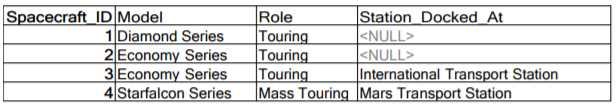 Spacecraft_ID Model Role Station_Docked_At
1 Diamond Series Touring <NULL>
2 Economy Series Touring <NULL>
3 Economy Series Touring International Transport Station
4 Starfalcon Series Mass Touring Mars Transport Station